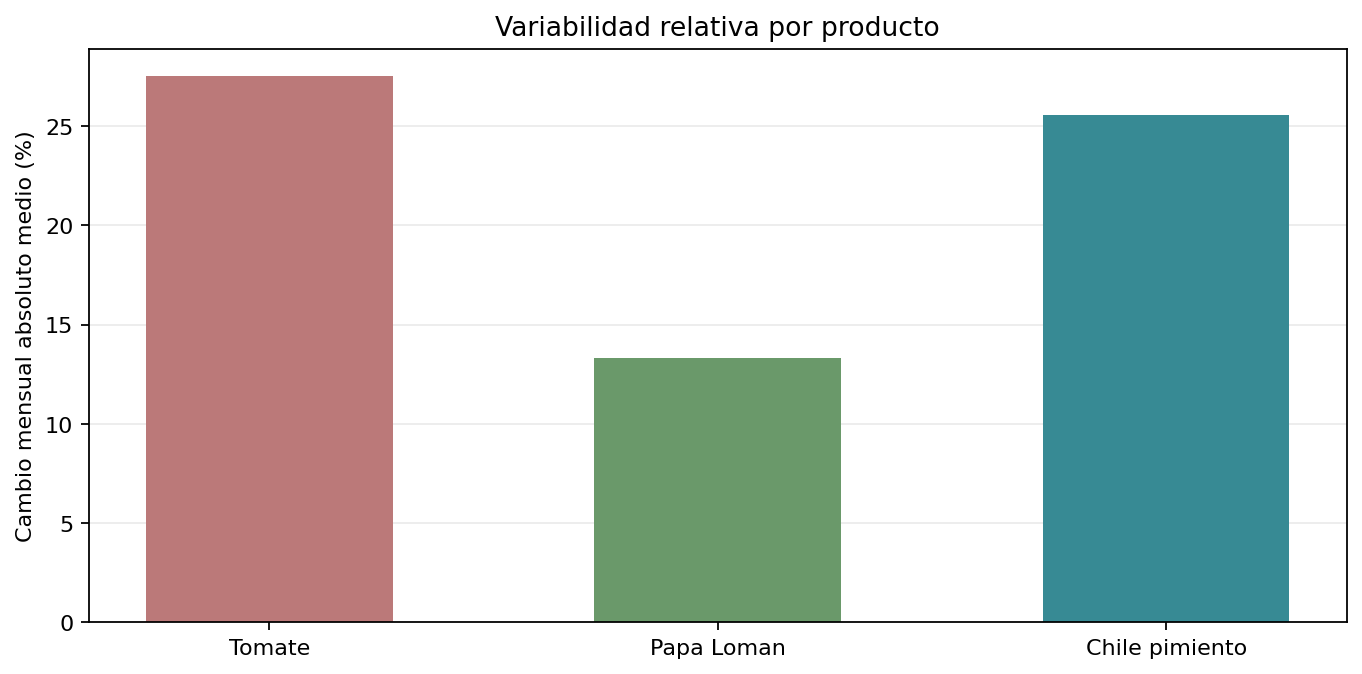 Variabilidad relativa por producto
Cambio mensual absoluto medio (%)
25
20
15
10
5
0
Tomate
Papa Loman
Chile pimiento